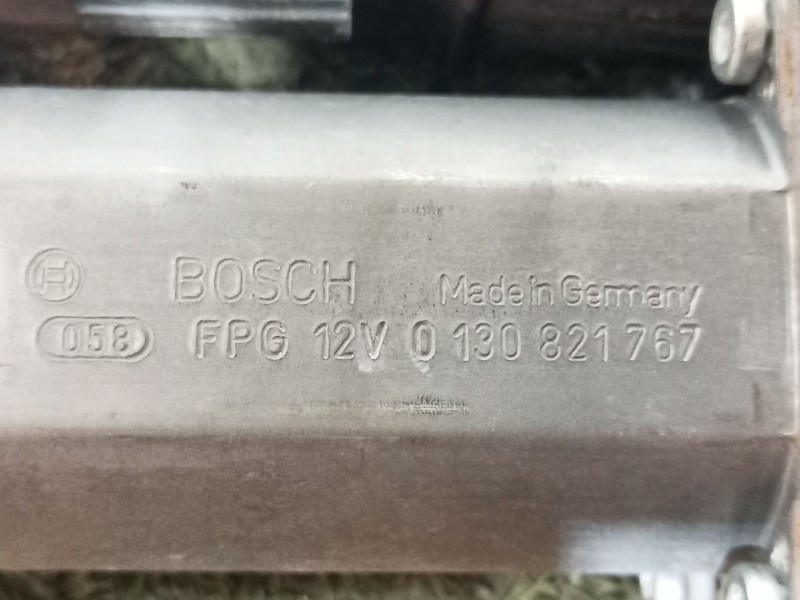 BOSCH Made in Germany
058 FPG 12V 0 130 821 767